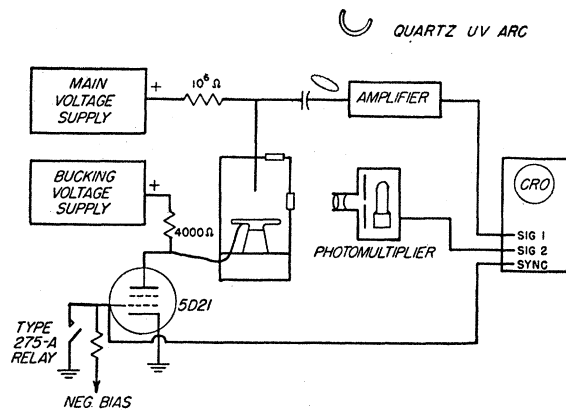 QUARTZ UV ARC
MAIN
VOLTAGE
SUPPLY
+
10⁶ Ω
AMPLIFIER
BUCKING
VOLTAGE
SUPPLY
+
4000Ω
CRO
SIG 1
SIG 2
SYNC
PHOTOMULTIPLIER
5D21
TYPE
275-A
RELAY
NEG. BIAS